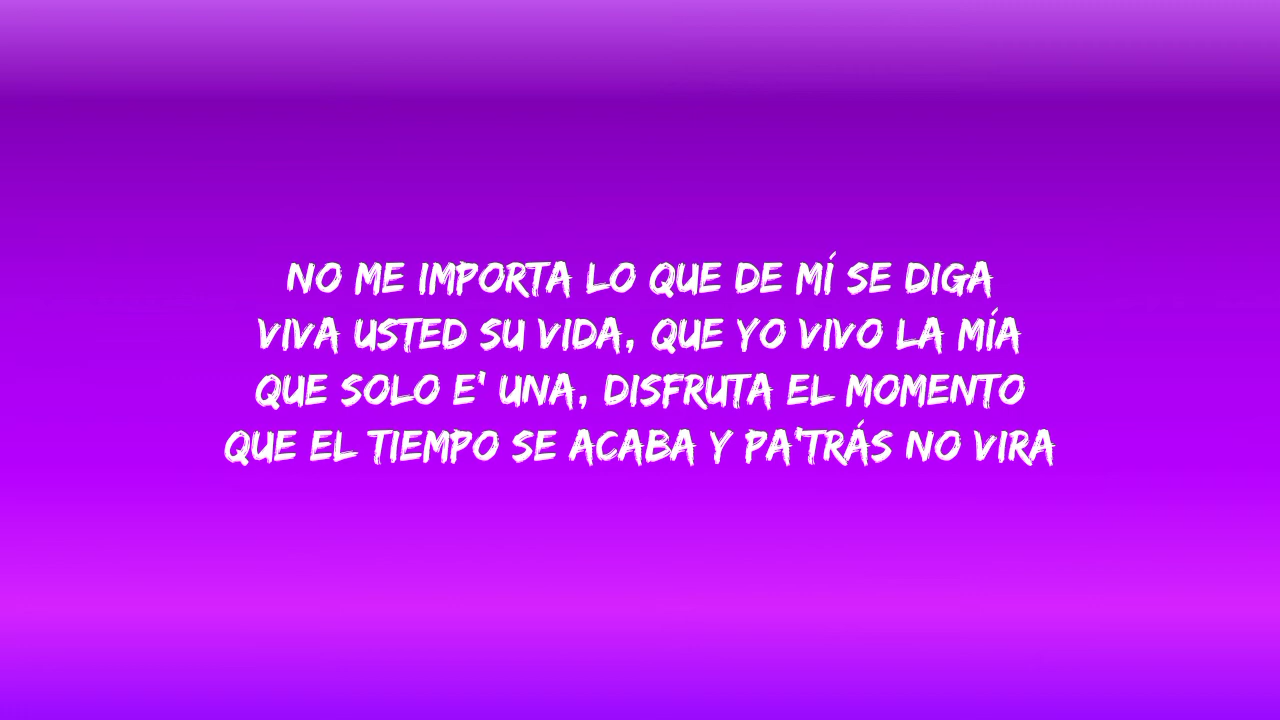 NO ME IMPORTA LO QUE DE MÍ SE DIGA
VIVA USTED SU VIDA, QUE YO VIVO LA MÍA
QUE SOLO E' UNA, DISFRUTA EL MOMENTO
QUE EL TIEMPO SE ACABA Y PA'TRÁS NO VIRA